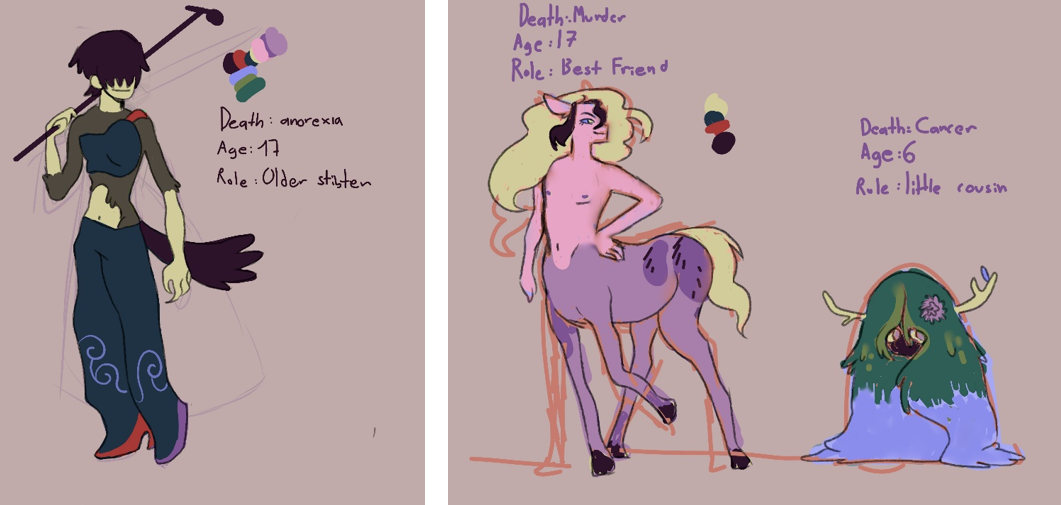 Death: anorexia
Age: 17
Role: Older stibten
Death: Murder
Age: 17
Role: Best Friend
Death: Cancer
Age: 6
Role: little cousin